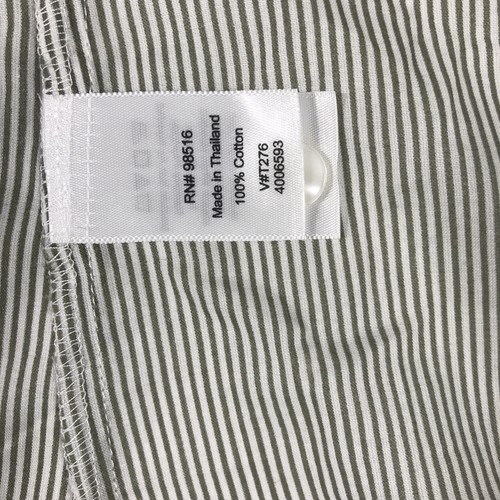 RN# 98516
Made in Thailand
100% Cotton
V#T276
4006593